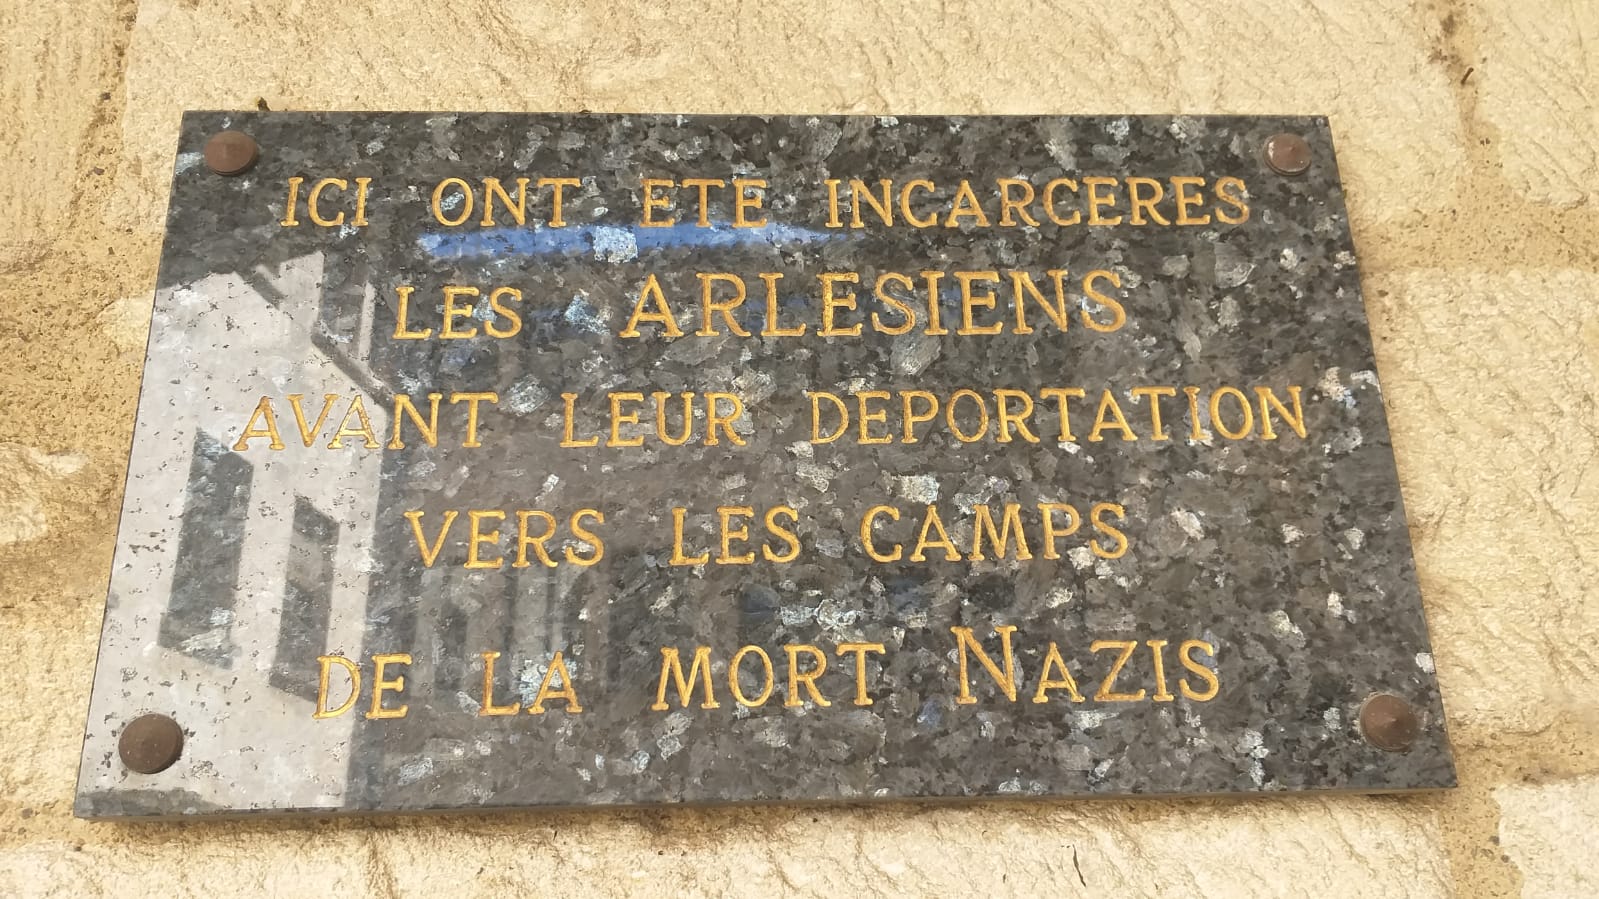 ICI ONT ETE INCARCERES
LES ARLESIENS
AVANT LEUR DEPORTATION
VERS LES CAMPS
DE LA MORT NAZIS